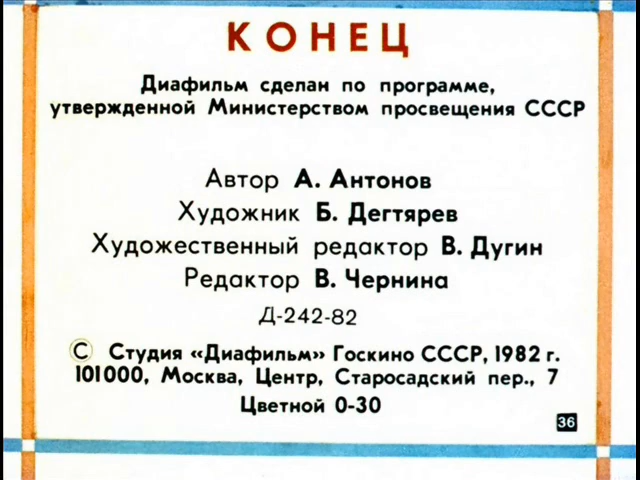 КОНЕЦ
Диафильм сделан по программе,
утвержденной Министерством просвещения СССР
Автор А. Антонов
Художник Б. Дегтярев
Художественный редактор В. Дугин
Редактор В. Чернина
Д-242-82
© Студия «Диафильм» Госкино СССР, 1982 г.
101000, Москва, Центр, Старосадский пер., 7
Цветной 0-30
36